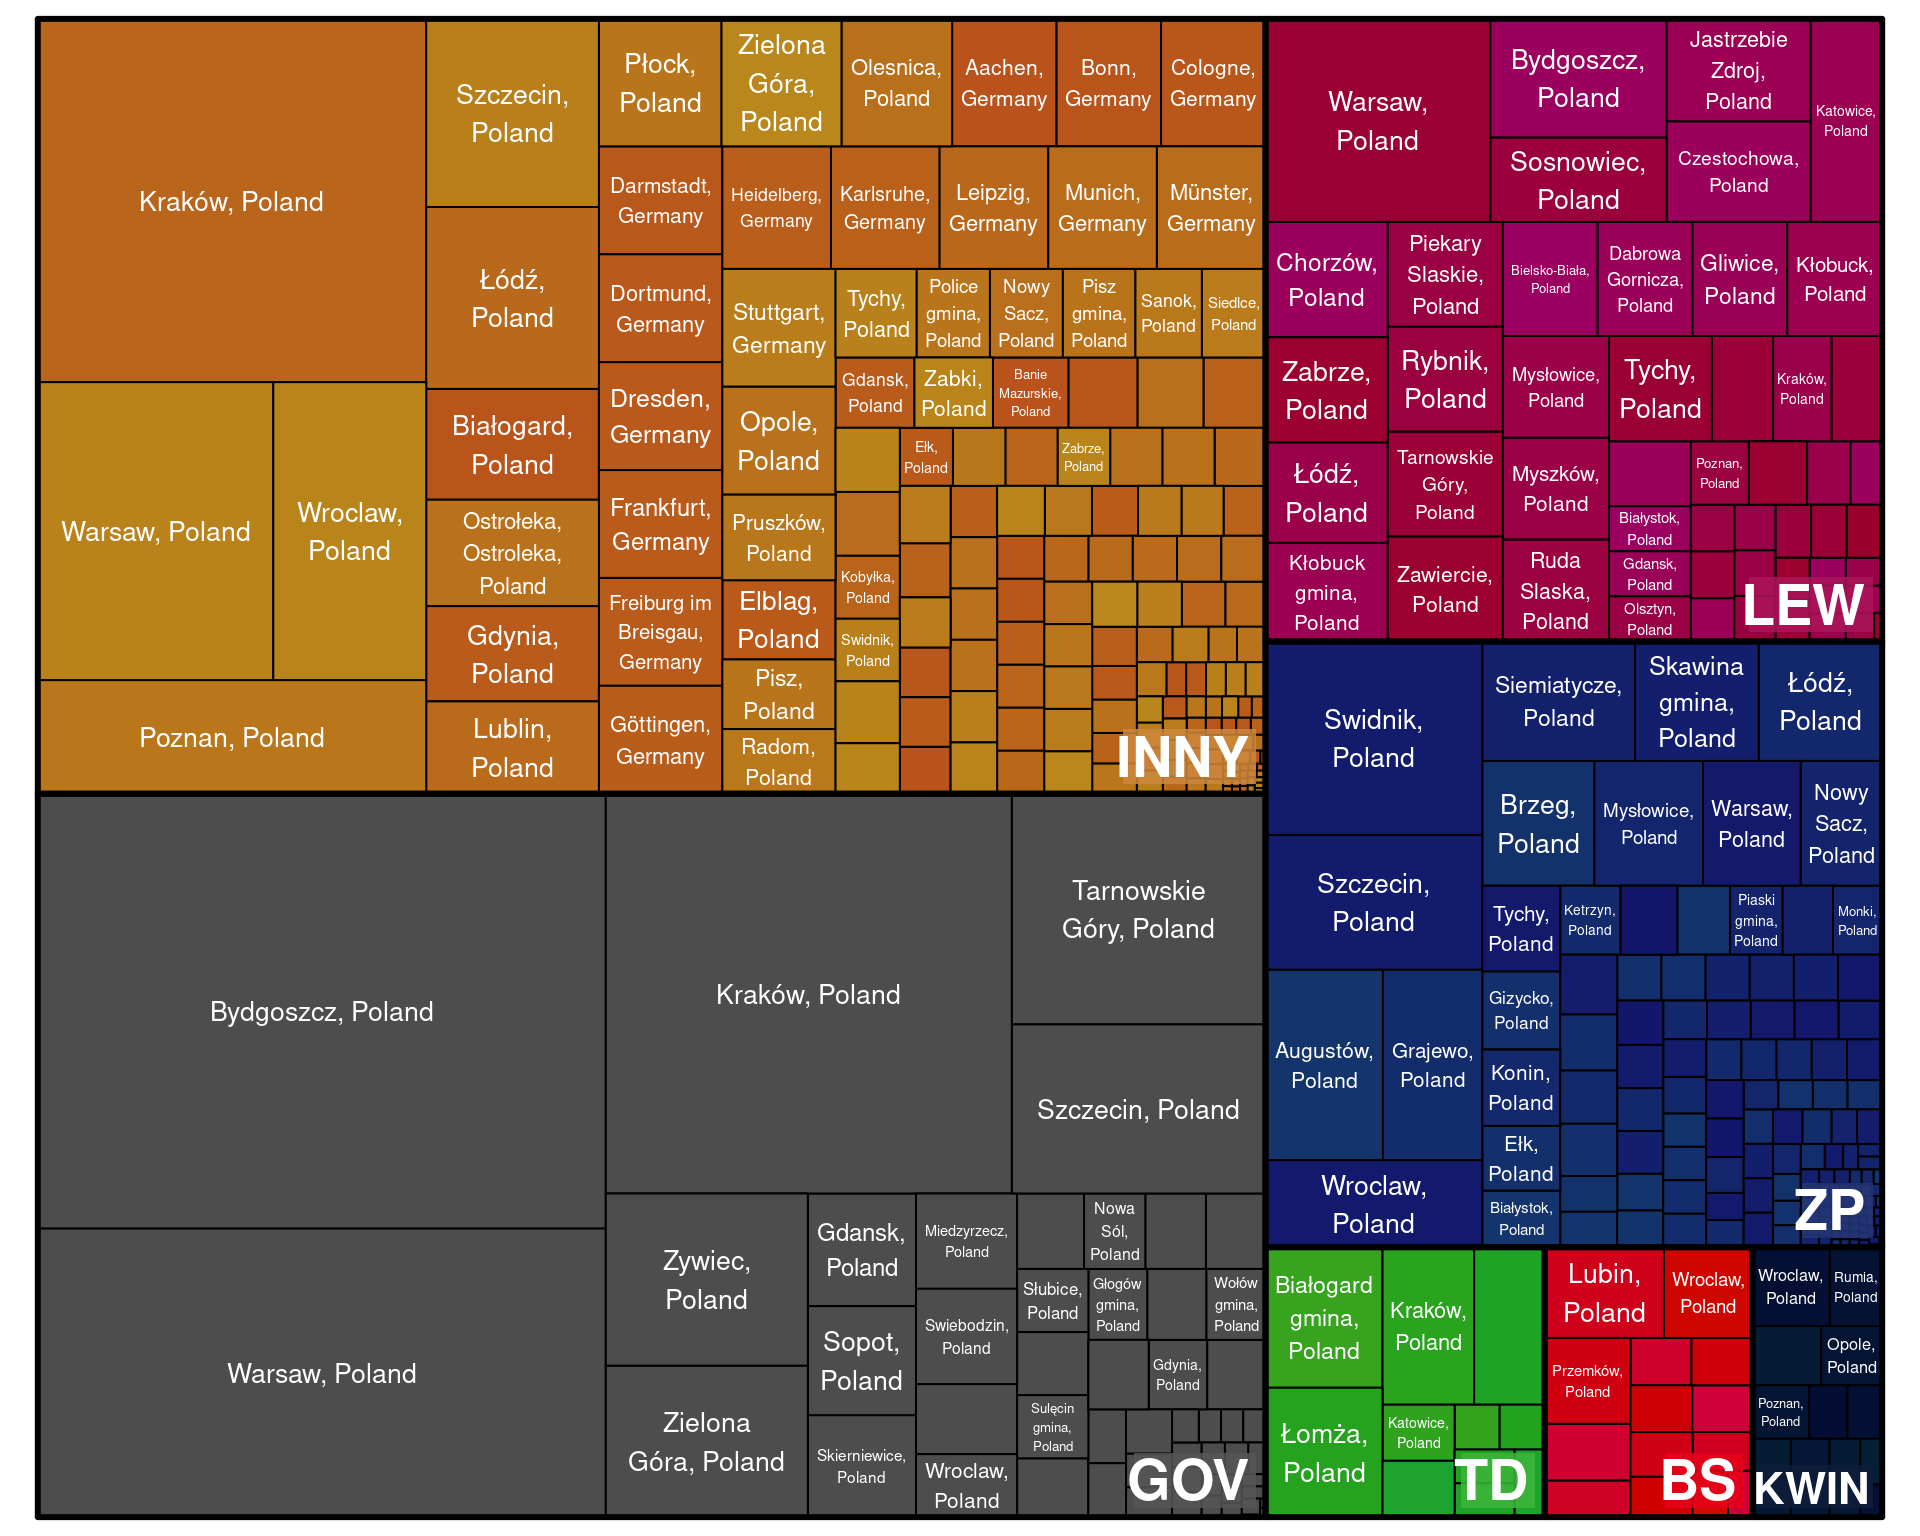 Kraków, Poland
Warsaw, Poland
Wroclaw,
Poland
Poznan, Poland
Szczecin,
Poland
Łódź,
Poland
Białogard,
Poland
Ostrołeka,
Ostroleka,
Poland
Gdynia,
Poland
Lublin,
Poland
Płock,
Poland
Zielona
Góra,
Poland
Olesnica,
Poland
Aachen,
Germany
Bonn,
Germany
Cologne,
Germany
Darmstadt,
Germany
Heidelberg,
Germany
Karlsruhe,
Germany
Leipzig,
Germany
Munich,
Germany
Münster,
Germany
Dortmund,
Germany
Dresden,
Germany
Frankfurt,
Germany
Freiburg im
Breisgau,
Germany
Göttingen,
Germany
Stuttgart,
Germany
Opole,
Poland
Pruszków,
Poland
Elblag,
Poland
Pisz,
Poland
Radom,
Poland
Tychy,
Poland
Police
gmina,
Poland
Nowy
Sacz,
Poland
Pisz
gmina,
Poland
Sanok,
Poland
Siedlce,
Poland
Gdansk,
Poland
Zabki,
Poland
Banie
Mazurskie,
Poland
Ełk,
Poland
Zabrze,
Poland
Kobyłka,
Poland
Swidnik,
Poland
INNY
Warsaw,
Poland
Bydgoszcz,
Poland
Sosnowiec,
Poland
Jastrzebie
Zdroj,
Poland
Czestochowa,
Poland
Katowice,
Poland
Chorzów,
Poland
Zabrze,
Poland
Łódź,
Poland
Kłobuck
gmina,
Poland
Piekary
Slaskie,
Poland
Rybnik,
Poland
Tarnowskie
Góry,
Poland
Zawiercie,
Poland
Bielsko-Biała,
Poland
Dabrowa
Gornicza,
Poland
Gliwice,
Poland
Kłobuck,
Poland
Mysłowice,
Poland
Myszków,
Poland
Ruda
Slaska,
Poland
Tychy,
Poland
Kraków,
Poland
Poznan,
Poland
Białystok,
Poland
Gdansk,
Poland
Olsztyn,
Poland
LEW
Bydgoszcz, Poland
Warsaw, Poland
Kraków, Poland
Tarnowskie
Góry, Poland
Szczecin, Poland
Zywiec,
Poland
Zielona
Góra, Poland
Gdansk,
Poland
Sopot,
Poland
Skierniewice,
Poland
Miedzyrzecz,
Poland
Swiebodzin,
Poland
Wroclaw,
Poland
Nowa
Sól,
Poland
Słubice,
Poland
Głogów
gmina,
Poland
Wołów
gmina,
Poland
Gdynia,
Poland
Sulęcin
gmina,
Poland
GOV
Swidnik,
Poland
Szczecin,
Poland
Augustów,
Poland
Grajewo,
Poland
Wroclaw,
Poland
Siemiatycze,
Poland
Skawina
gmina,
Poland
Łódź,
Poland
Brzeg,
Poland
Mysłowice,
Poland
Warsaw,
Poland
Nowy
Sacz,
Poland
Tychy,
Poland
Ketrzyn,
Poland
Piaski
gmina,
Poland
Monki,
Poland
Gizycko,
Poland
Konin,
Poland
Ełk,
Poland
Białystok,
Poland
ZP
Białogard
gmina,
Poland
Łomża,
Poland
Kraków,
Poland
Katowice,
Poland
TD
Lubin,
Poland
Wroclaw,
Poland
Przemków,
Poland
BS
Wroclaw,
Poland
Rumia,
Poland
Opole,
Poland
Poznan,
Poland
KWIN